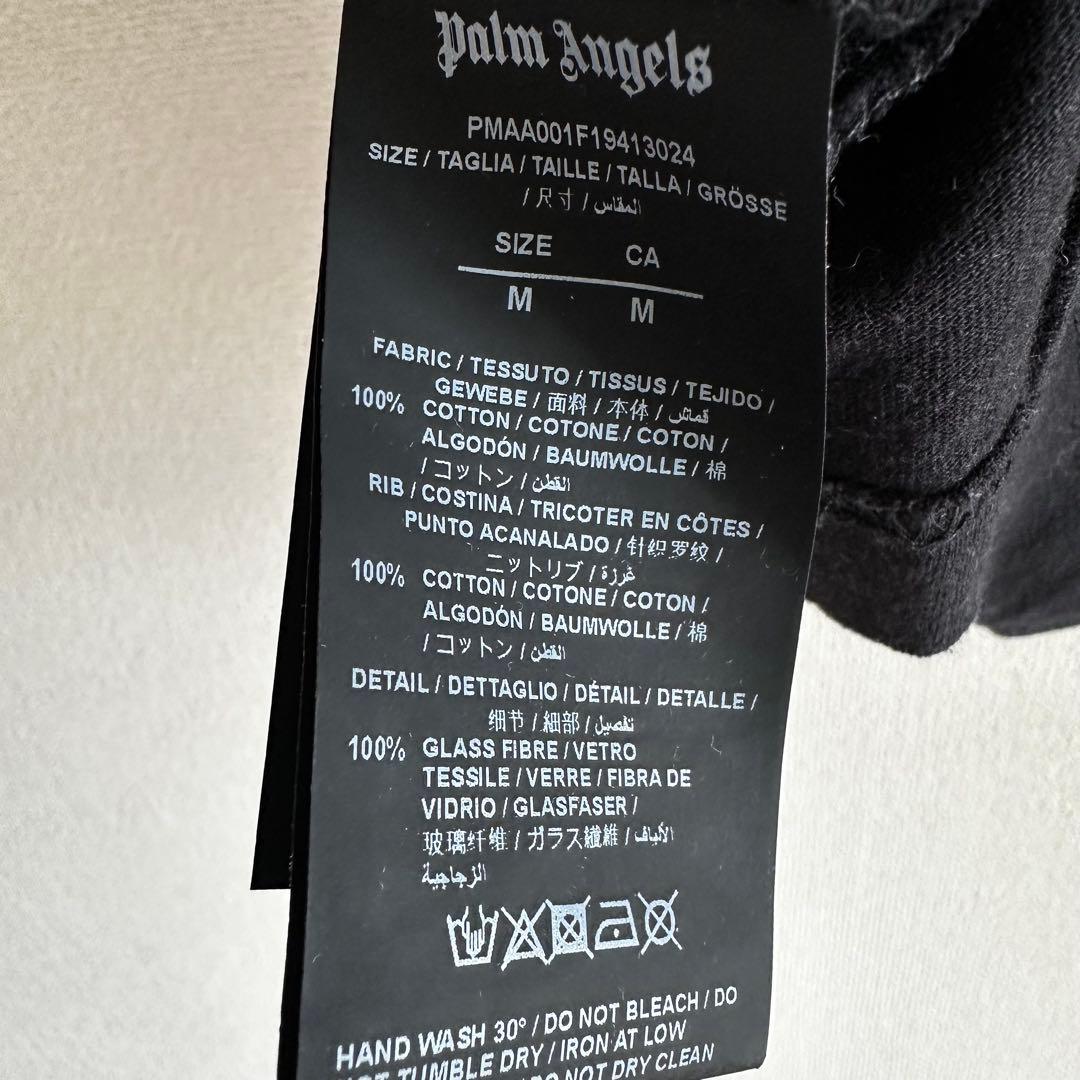 Palm Angels
PMAA001F19413024
SIZE / TAGLIA / TAILLE / TALLA / GRÖSSE
/ 尺寸 / المقاس
SIZE CA
M M
FABRIC / TESSUTO / TISSUS / TEJIDO /
GEWEBE / 面料 / 本体 / قماش
100% COTTON / COTONE / COTON /
ALGODÓN / BAUMWOLLE / 棉
/ コットン / القطن
RIB / COSTINA / TRICOTER EN CÔTES /
PUNTO ACANALADO / 针织罗纹 /
ニットリブ / غرزة
100% COTTON / COTONE / COTON /
ALGODÓN / BAUMWOLLE / 棉
/ コットン / القطن
DETAIL / DETTAGLIO / DÉTAIL / DETALLE /
细节 / 細部 / تفصيل
100% GLASS FIBRE / VETRO
TESSILE / VERRE / FIBRA DE
VIDRIO / GLASFASER /
玻璃纤维 / ガラス繊維 / الألياف
الزجاجية
HAND WASH 30° / DO NOT BLEACH / DO
NOT TUMBLE DRY / IRON AT LOW
/ DO NOT DRY CLEAN